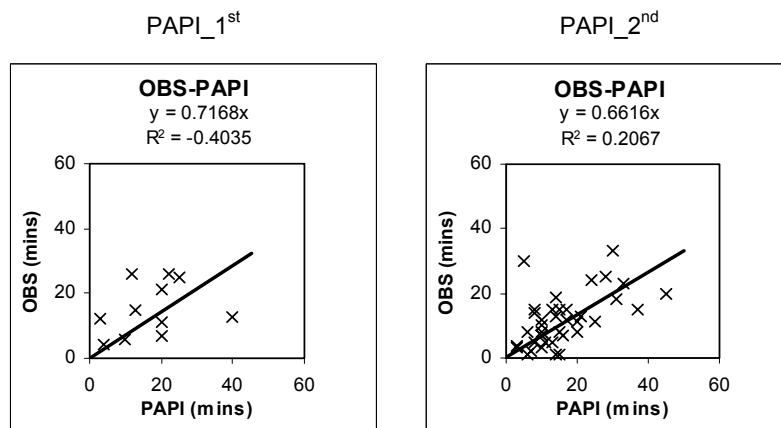 PAPI_1st
OBS-PAPI
y = 0.7168x
R² = -0.4035
60
40
20
0
0 20 40 60
OBS (mins)
PAPI (mins)
PAPI_2nd
OBS-PAPI
y = 0.6616x
R² = 0.2067
60
40
20
0
0 20 40 60
OBS (mins)
PAPI (mins)